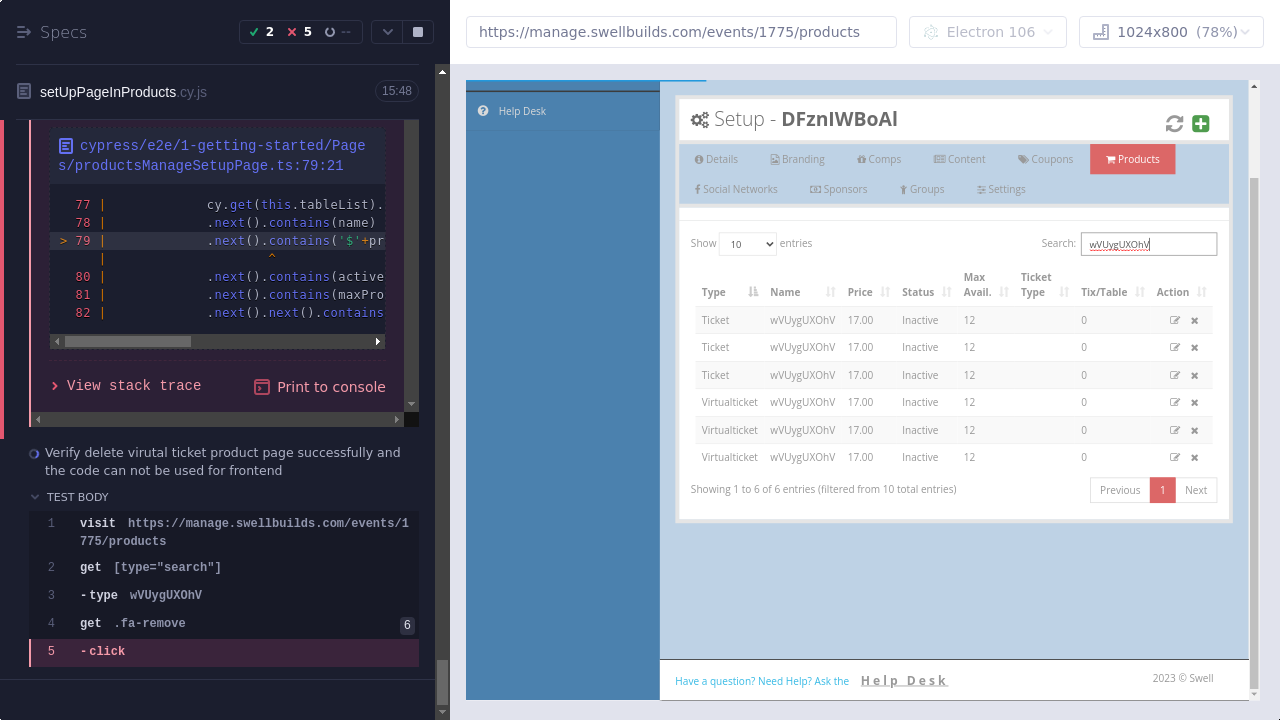 Specs
2
5
--
setUpPageInProducts.cy.js
15:48
cypress/e2e/1-getting-started/Page
s/productsManageSetupPage.ts:79:21
77 | cy.get(this.tableList).
78 | .next().contains(name)
> 79 | .next().contains('$'+pr
| ^
80 | .next().contains(active
81 | .next().contains(maxPro
82 | .next().next().contains
View stack trace
Print to console
Verify delete virutal ticket product page successfully and
the code can not be used for frontend
TEST BODY
1 visit https://manage.swellbuilds.com/events/1
775/products
2 get [type="search"]
3 -type wVUygUXOhV
4 get .fa-remove 6
5 -click
https://manage.swellbuilds.com/events/1775/products
Electron 106
1024x800 (78%)
Help Desk
Setup - DFznIWBoAl
Details Branding Comps Content Coupons Products
Social Networks Sponsors Groups Settings
Show 10 entries
Search: wVUygUXOhV
Type Name Price Status Max Avail. Ticket Type Tix/Table Action
Ticket wVUygUXOhV 17.00 Inactive 12 0
Ticket wVUygUXOhV 17.00 Inactive 12 0
Ticket wVUygUXOhV 17.00 Inactive 12 0
Virtualticket wVUygUXOhV 17.00 Inactive 12 0
Virtualticket wVUygUXOhV 17.00 Inactive 12 0
Virtualticket wVUygUXOhV 17.00 Inactive 12 0
Showing 1 to 6 of 6 entries (filtered from 10 total entries)
Previous 1 Next
Have a question? Need Help? Ask the Help Desk
2023 © Swell